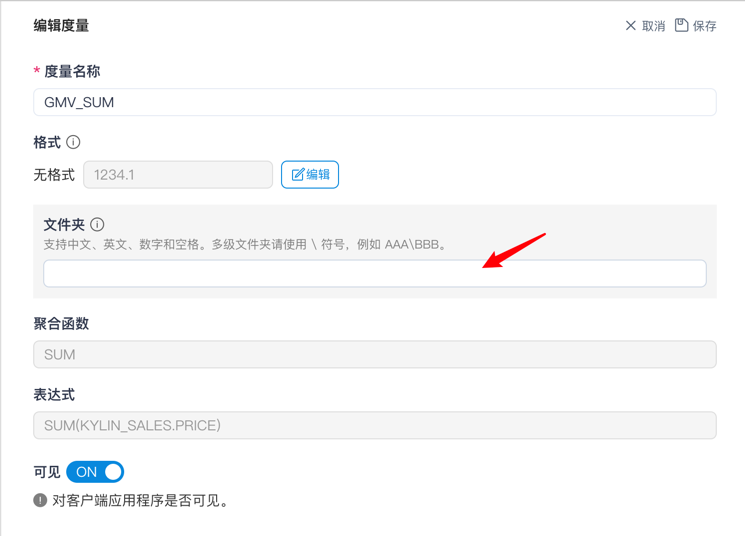 编辑度量
取消 保存
* 度量名称
GMV_SUM
格式
无格式 1234.1 编辑
文件夹
支持中文、英文、数字和空格。多级文件夹请使用 \ 符号，例如 AAA\BBB。
聚合函数
SUM
表达式
SUM(KYLIN_SALES.PRICE)
可见 ON
对客户端应用程序是否可见。